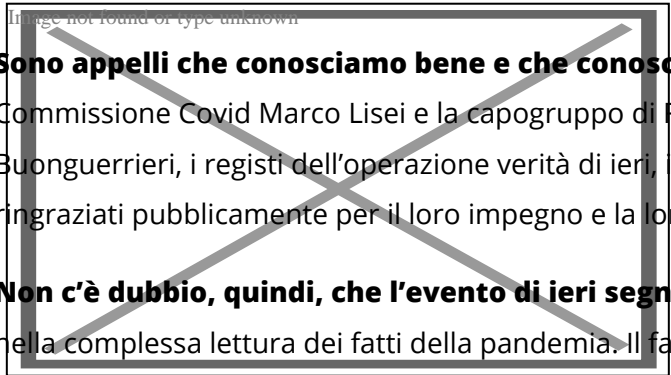 Image not found or type unknown
Sono appelli che conosciamo bene e che conosc
Commissione Covid Marco Lisei e la capogruppo di F
Buonguerrieri, i registi dell’operazione verità di ieri, i
ringraziati pubblicamente per il loro impegno e la lor
Non c’è dubbio, quindi, che l’evento di ieri segn
nella complessa lettura dei fatti della pandemia. Il fa